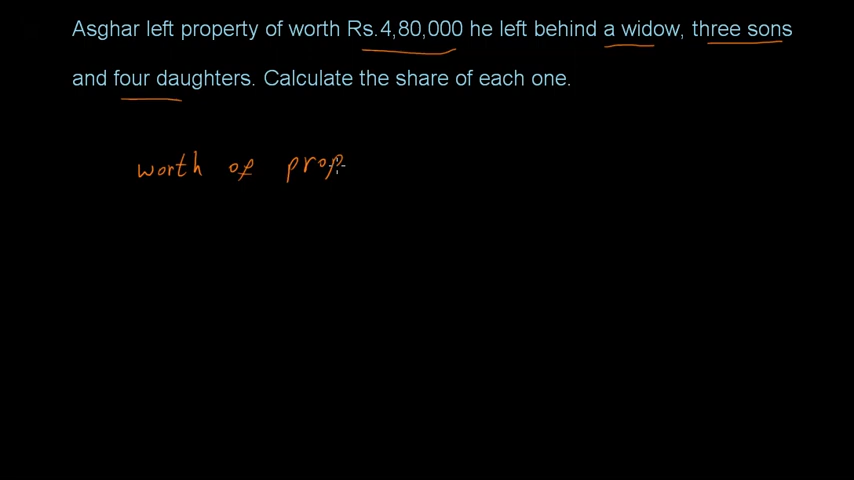 Asghar left property of worth Rs.4,80,000 he left behind a widow, three sons
and four daughters. Calculate the share of each one.
worth of prop